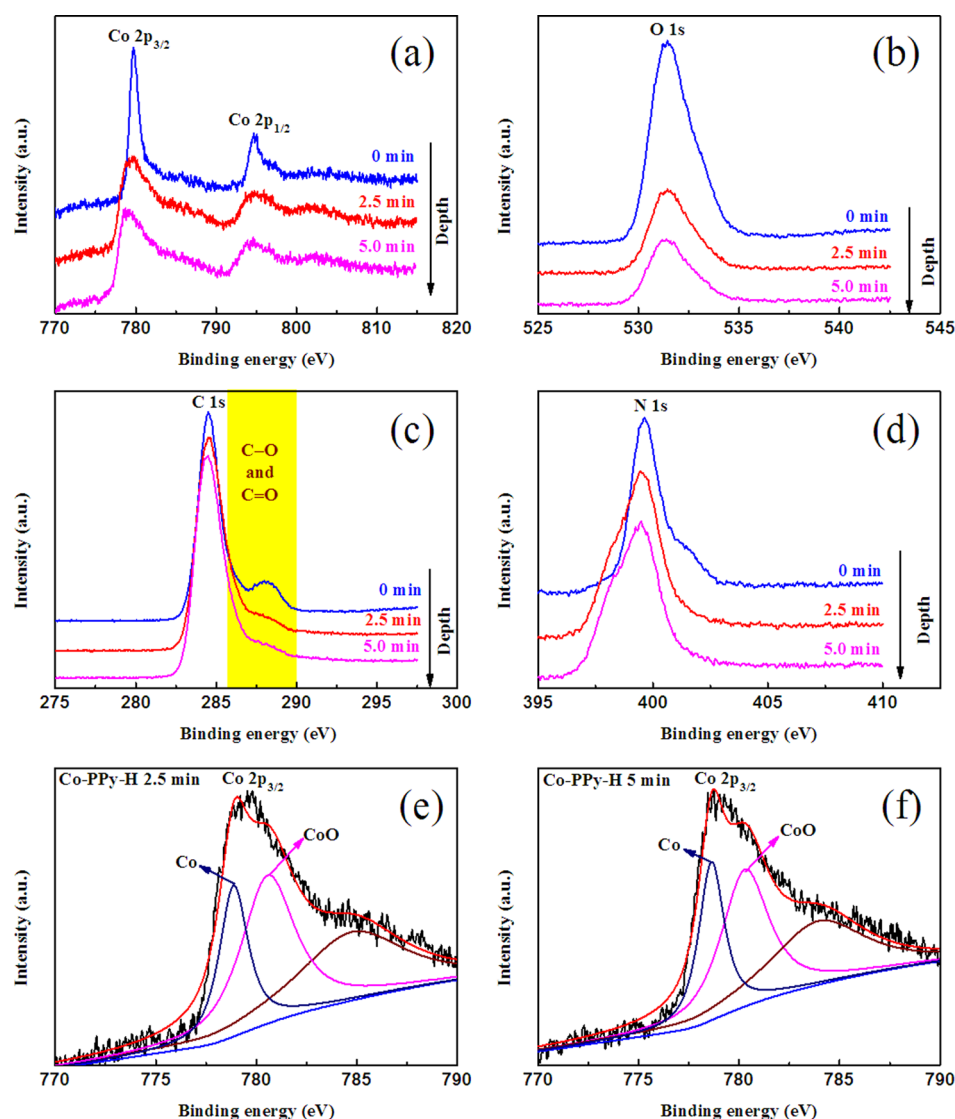 Co 2p3/2
(a)
Co 2p1/2
0 min
2.5 min
5.0 min
Depth
Intensity (a.u.)
770 780 790 800 810 820
Binding energy (eV)
O 1s
(b)
0 min
2.5 min
5.0 min
Depth
Intensity (a.u.)
525 530 535 540 545
Binding energy (eV)
C 1s
(c)
C–O
and
C=O
0 min
2.5 min
5.0 min
Depth
Intensity (a.u.)
275 280 285 290 295 300
Binding energy (eV)
N 1s
(d)
0 min
2.5 min
5.0 min
Depth
Intensity (a.u.)
395 400 405 410
Binding energy (eV)
Co-PPy-H 2.5 min
Co 2p3/2
(e)
Co
CoO
Intensity (a.u.)
770 775 780 785 790
Binding energy (eV)
Co-PPy-H 5 min
Co 2p3/2
(f)
Co
CoO
Intensity (a.u.)
770 775 780 785 790
Binding energy (eV)